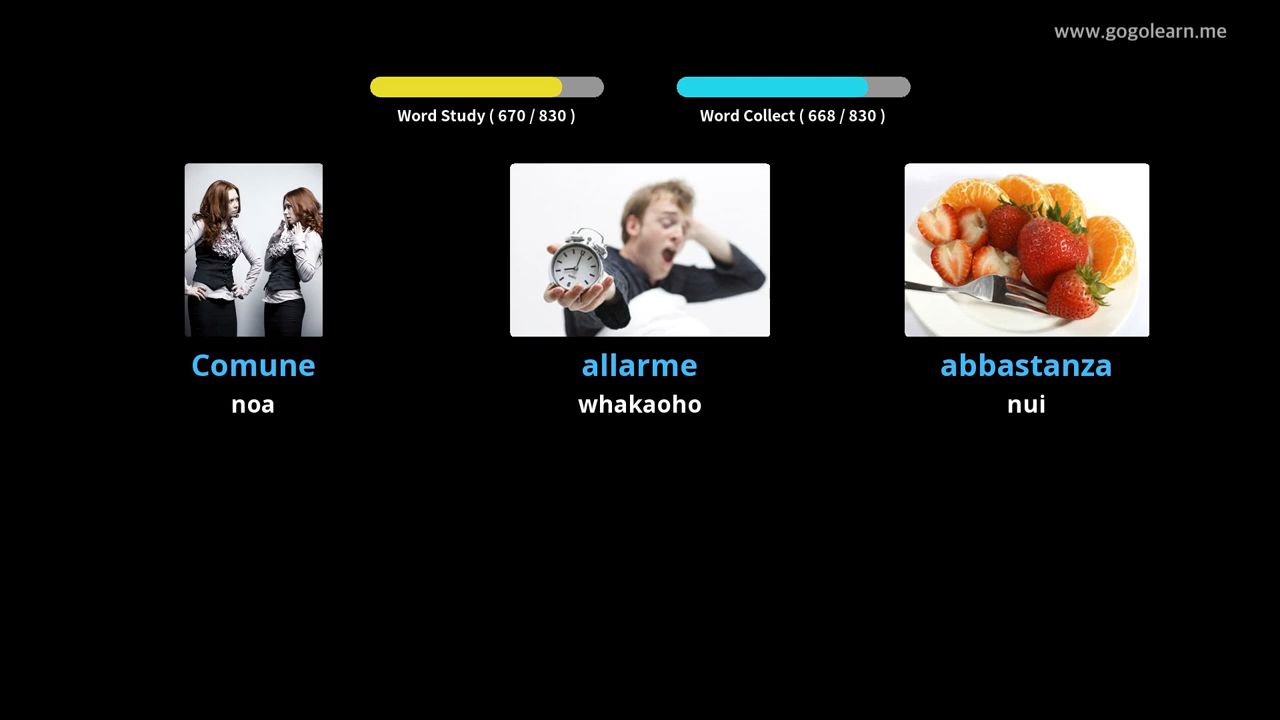 www.gogolearn.me
Word Study ( 670 / 830 )
Word Collect ( 668 / 830 )
Comune
allarme
abbastanza
noa
whakaoho
nui